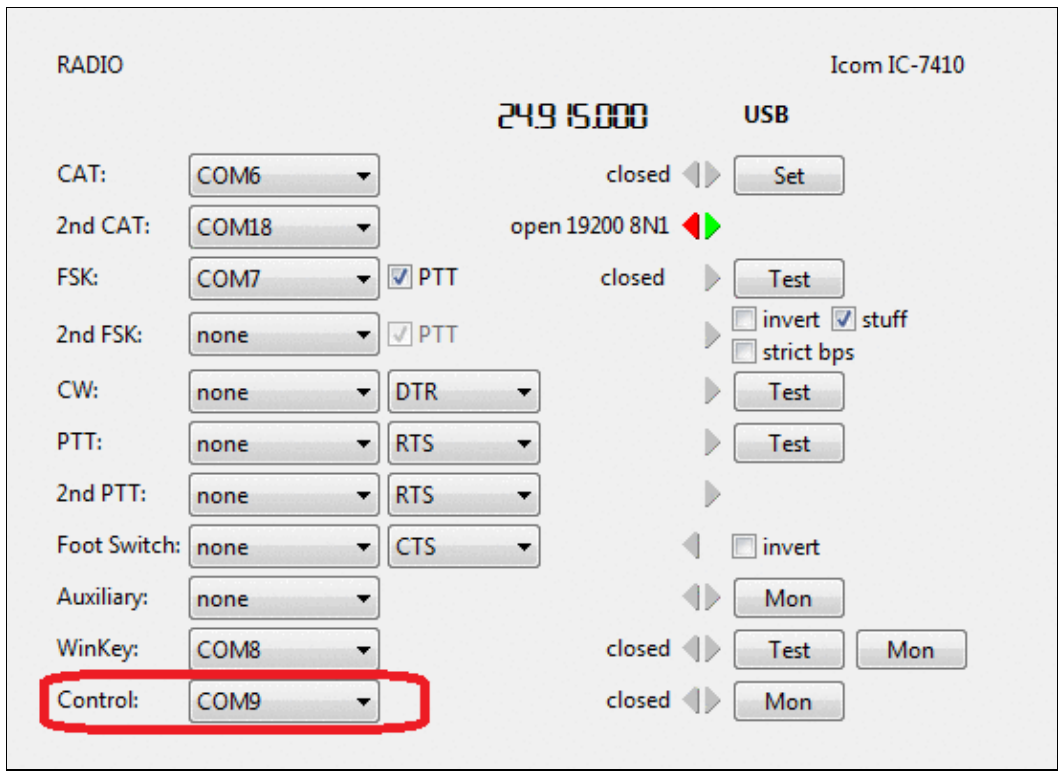 RADIO Icom IC-7410
24.915.000 USB
CAT: COM6 closed Set
2nd CAT: COM18 open 19200 8N1
FSK: COM7 PTT closed Test
2nd FSK: none PTT invert stuff
strict bps
CW: none DTR Test
PTT: none RTS Test
2nd PTT: none RTS
Foot Switch: none CTS invert
Auxiliary: none Mon
WinKey: COM8 closed Test Mon
Control: COM9 closed Mon